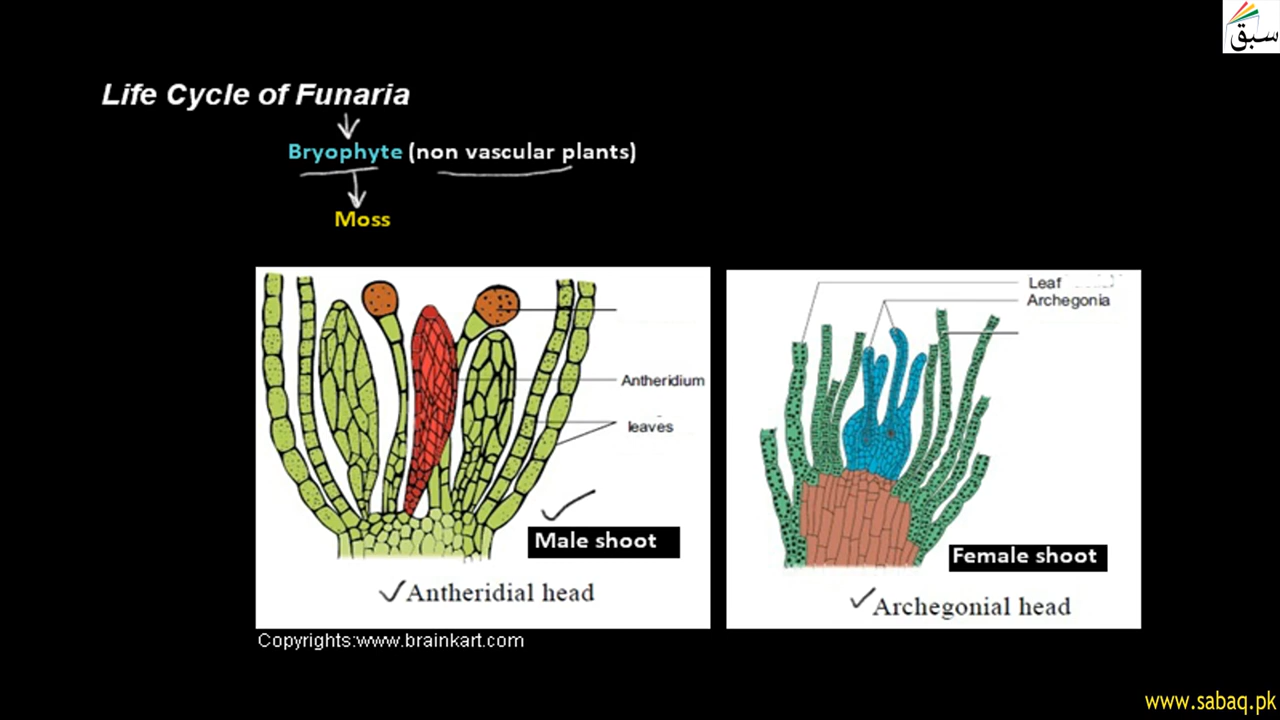 سبق
Life Cycle of Funaria
Bryophyte (non vascular plants)
Moss
Leaf
Archegonia
Antheridium
leaves
Male shoot
Female shoot
Antheridial head
Archegonial head
Copyrights:www.brainkart.com
www.sabaq.pk